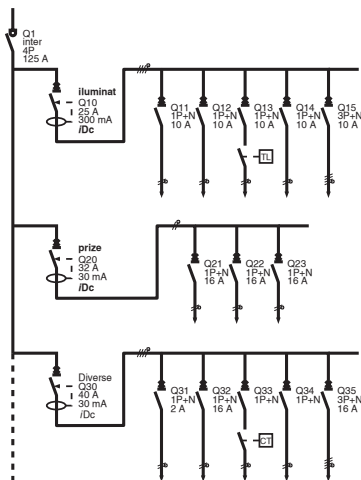 Q1
inter
4P
125 A
iluminat
Q10
25 A
300 mA
iDc
Q11
1P+N
10 A
Q12
1P+N
10 A
Q13
1P+N
10 A
Q14
1P+N
10 A
Q15
3P+N
10 A
TL
prize
Q20
32 A
30 mA
iDc
Q21
1P+N
16 A
Q22
1P+N
16 A
Q23
1P+N
16 A
Diverse
Q30
40 A
30 mA
iDc
Q31
1P+N
2 A
Q32
1P+N
16 A
Q33
1P+N
Q34
1P+N
Q35
3P+N
16 A
CT